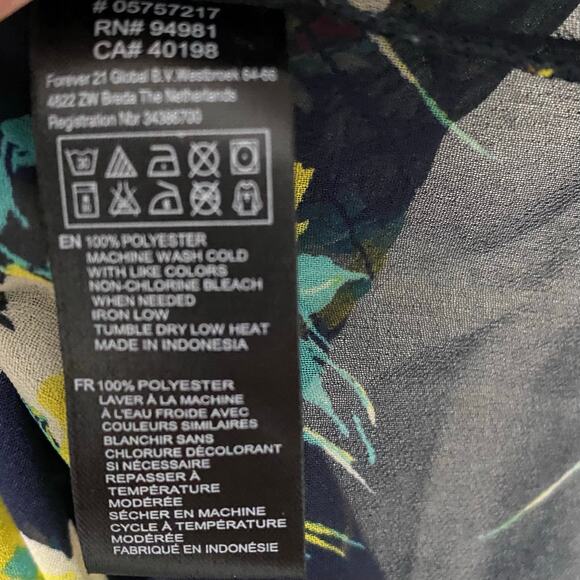 # 05757217
RN# 94981
CA# 40198
Forever 21 Global B.V. Westbroek 64-66
4822 ZW Breda The Netherlands
Registration Nbr 34386700
EN 100% POLYESTER
MACHINE WASH COLD
WITH LIKE COLORS
NON-CHLORINE BLEACH
WHEN NEEDED
IRON LOW
TUMBLE DRY LOW HEAT
MADE IN INDONESIA
FR 100% POLYESTER
LAVER À LA MACHINE
À L'EAU FROIDE AVEC
COULEURS SIMILAIRES
BLANCHIR SANS
CHLORURE DÉCOLORANT
SI NÉCESSAIRE
REPASSER À
TEMPÉRATURE
MODÉRÉE
SÉCHER EN MACHINE
CYCLE À TEMPÉRATURE
MODÉRÉE
FABRIQUÉ EN INDONÉSIE